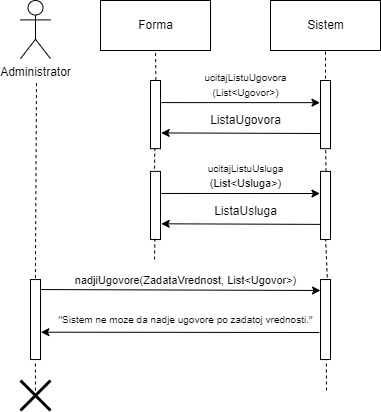 Forma
Sistem
Administrator
ucitajListuUgovora
(List<Ugovor>)
ListaUgovora
ucitajListuUsluga
(List<Usluga>)
ListaUsluga
nadjiUgovore(ZadataVrednost, List<Ugovor>)
"Sistem ne moze da nadje ugovore po zadatoj vrednosti."